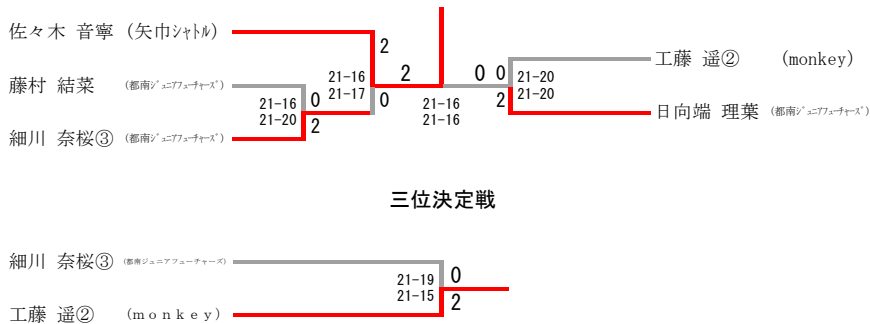 佐々木 音寧 (矢巾ｼｬﾄﾙ)
2
工藤 遥② (monkey)
藤村 結菜 (都南ｼﾞｭﾆｱﾌｭｰﾁｬｰｽﾞ)
21-16
21-17
2
0
0
0
21-20
21-20
21-16
21-20
0
2
21-16
21-16
2
日向端 理葉 (都南ｼﾞｭﾆｱﾌｭｰﾁｬｰｽﾞ)
細川 奈桜③ (都南ｼﾞｭﾆｱﾌｭｰﾁｬｰｽﾞ)
三位決定戦
細川 奈桜③ (都南ジュニアフューチャーズ)
21-19
21-15
0
2
工藤 遥② (ｍｏｎｋｅｙ)